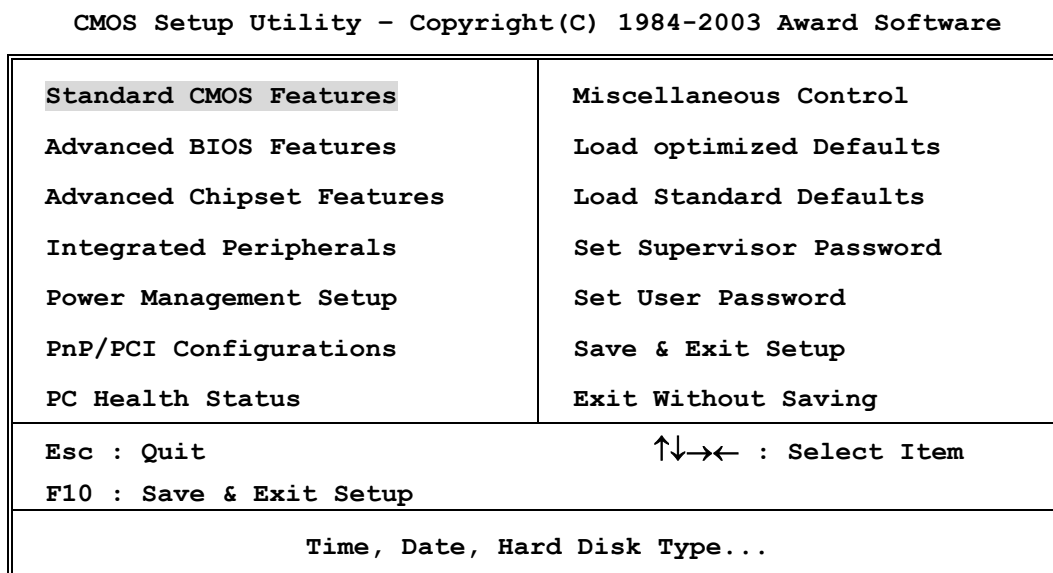 CMOS Setup Utility – Copyright(C) 1984-2003 Award Software
Standard CMOS Features
Advanced BIOS Features
Advanced Chipset Features
Integrated Peripherals
Power Management Setup
PnP/PCI Configurations
PC Health Status
Miscellaneous Control
Load optimized Defaults
Load Standard Defaults
Set Supervisor Password
Set User Password
Save & Exit Setup
Exit Without Saving
Esc : Quit
↑↓→← : Select Item
F10 : Save & Exit Setup
Time, Date, Hard Disk Type...